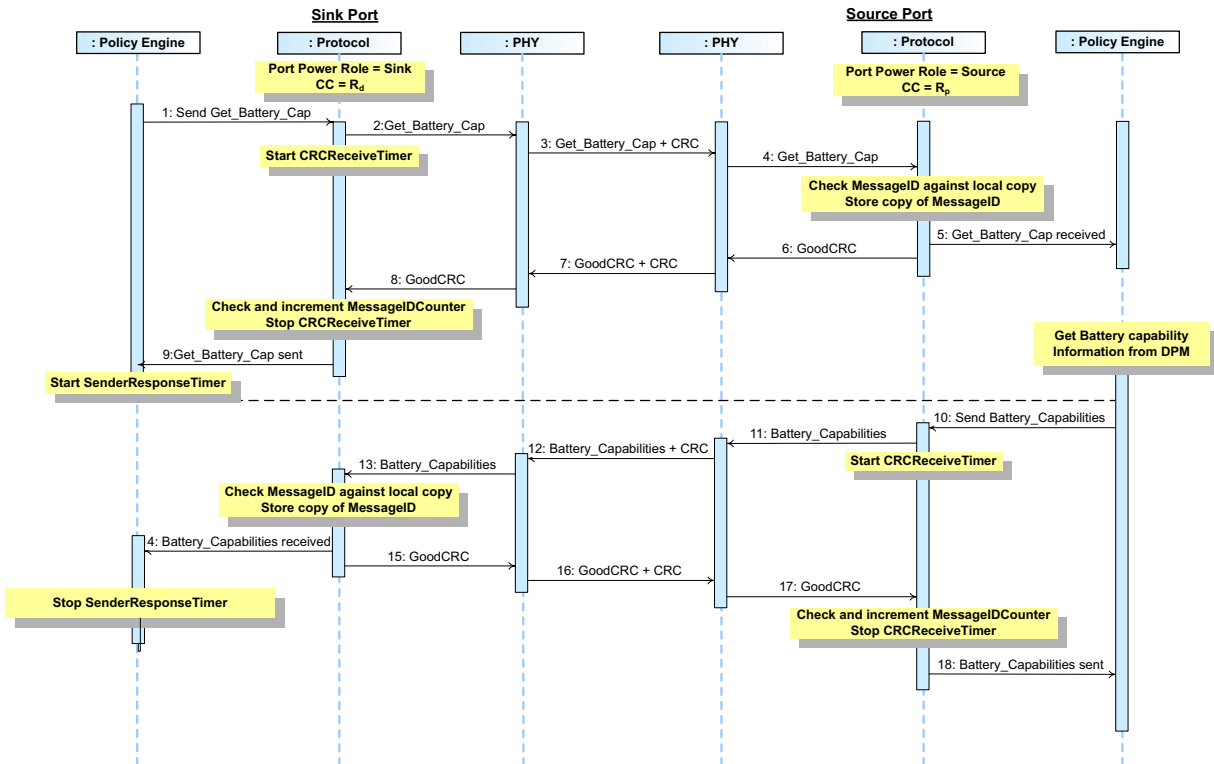 Sink Port
Source Port
: Policy Engine
: Protocol
: PHY
: PHY
: Protocol
: Policy Engine
Port Power Role = Sink
CC = Rd
Port Power Role = Source
CC = Rp
1: Send Get_Battery_Cap
2:Get_Battery_Cap
Start CRCReceiveTimer
3: Get_Battery_Cap + CRC
4: Get_Battery_Cap
Check MessageID against local copy
Store copy of MessageID
5: Get_Battery_Cap received
6: GoodCRC
7: GoodCRC + CRC
8: GoodCRC
Check and increment MessageIDCounter
Stop CRCReceiveTimer
9:Get_Battery_Cap sent
Start SenderResponseTimer
Get Battery capability
Information from DPM
10: Send Battery_Capabilities
11: Battery_Capabilities
Start CRCReceiveTimer
12: Battery_Capabilities + CRC
13: Battery_Capabilities
Check MessageID against local copy
Store copy of MessageID
4: Battery_Capabilities received
15: GoodCRC
16: GoodCRC + CRC
17: GoodCRC
Stop SenderResponseTimer
Check and increment MessageIDCounter
Stop CRCReceiveTimer
18: Battery_Capabilities sent